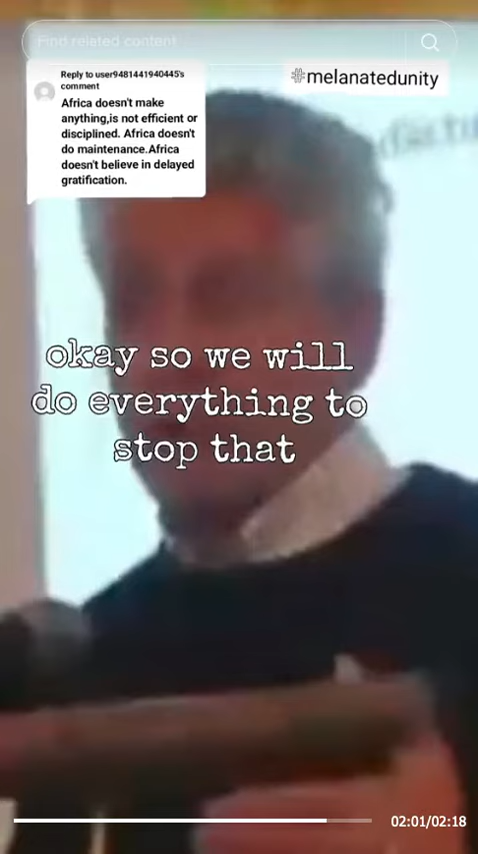 Find related content
#melanatedunity
Reply to user9481441940445's
comment
Africa doesn't make
anything,is not efficient or
disciplined. Africa doesn't
do maintenance.Africa
doesn't believe in delayed
gratification.
okay so we will
do everything to
stop that
02:01/02:18